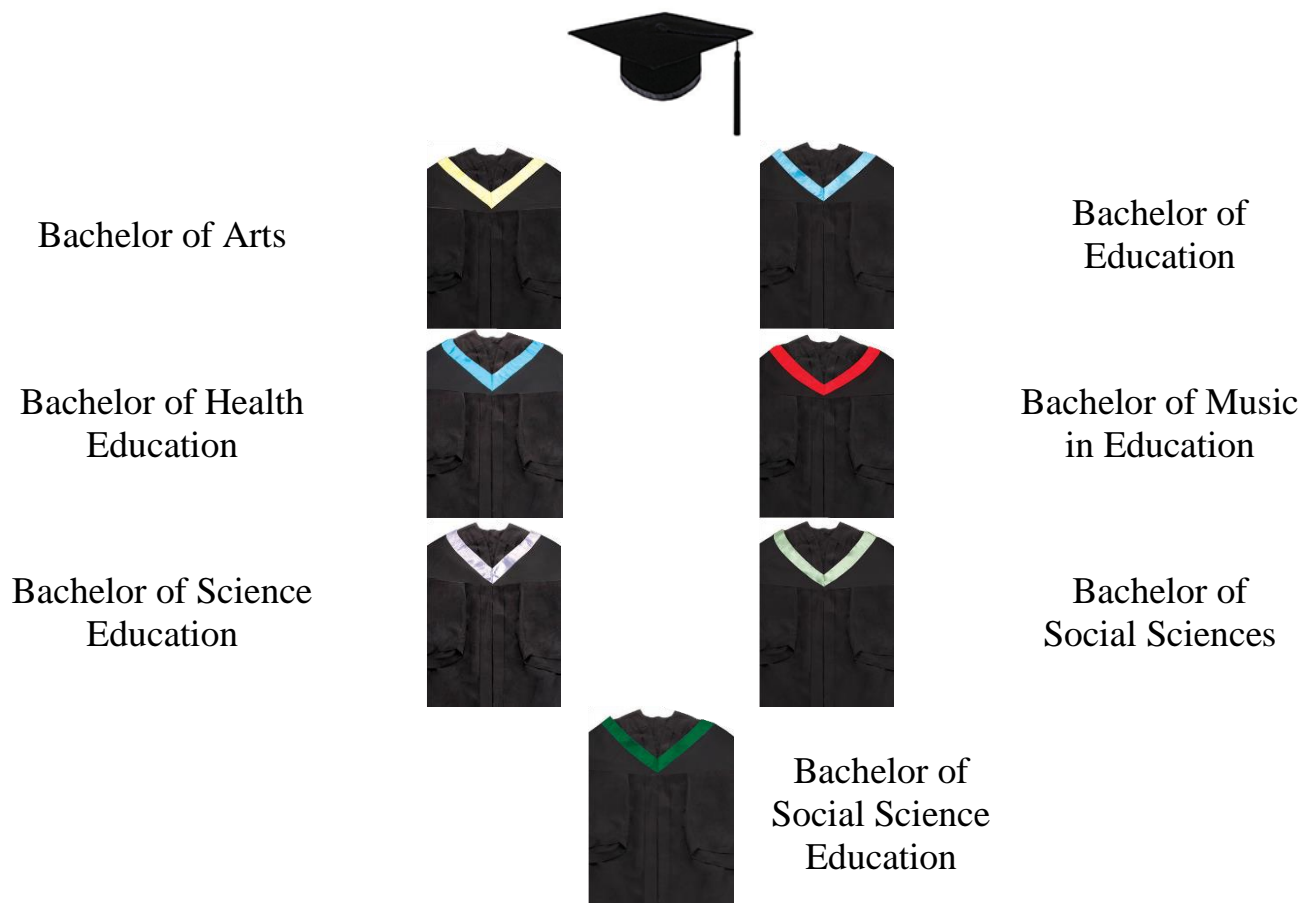 Bachelor of Arts
Bachelor of
Education
Bachelor of Health
Education
Bachelor of Music
in Education
Bachelor of Science
Education
Bachelor of
Social Sciences
Bachelor of
Social Science
Education